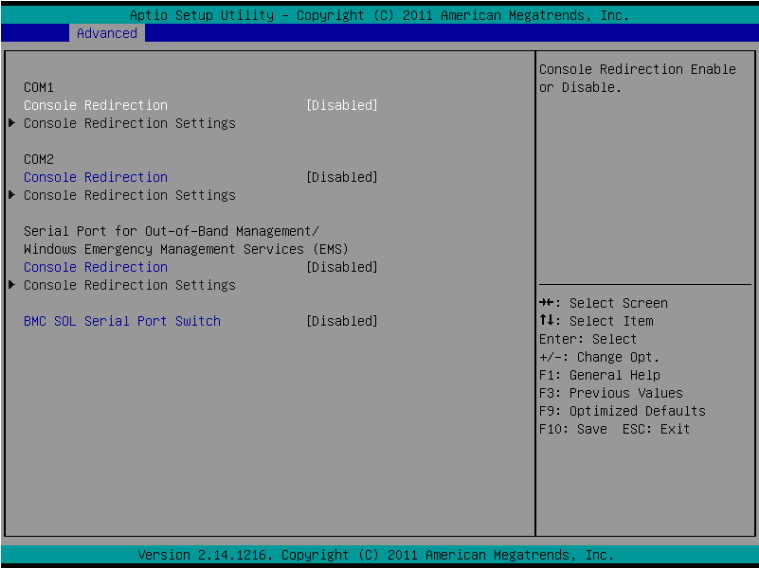 Aptio Setup Utility – Copyright (C) 2011 American Megatrends, Inc.
Advanced
COM1
Console Redirection [Disabled]
▶ Console Redirection Settings
COM2
Console Redirection [Disabled]
▶ Console Redirection Settings
Serial Port for Out–of–Band Management/
Windows Emergency Management Services (EMS)
Console Redirection [Disabled]
▶ Console Redirection Settings
BMC SOL Serial Port Switch [Disabled]
Console Redirection Enable
or Disable.
→←: Select Screen
↑↓: Select Item
Enter: Select
+/–: Change Opt.
F1: General Help
F3: Previous Values
F9: Optimized Defaults
F10: Save ESC: Exit
Version 2.14.1216. Copyright (C) 2011 American Megatrends, Inc.